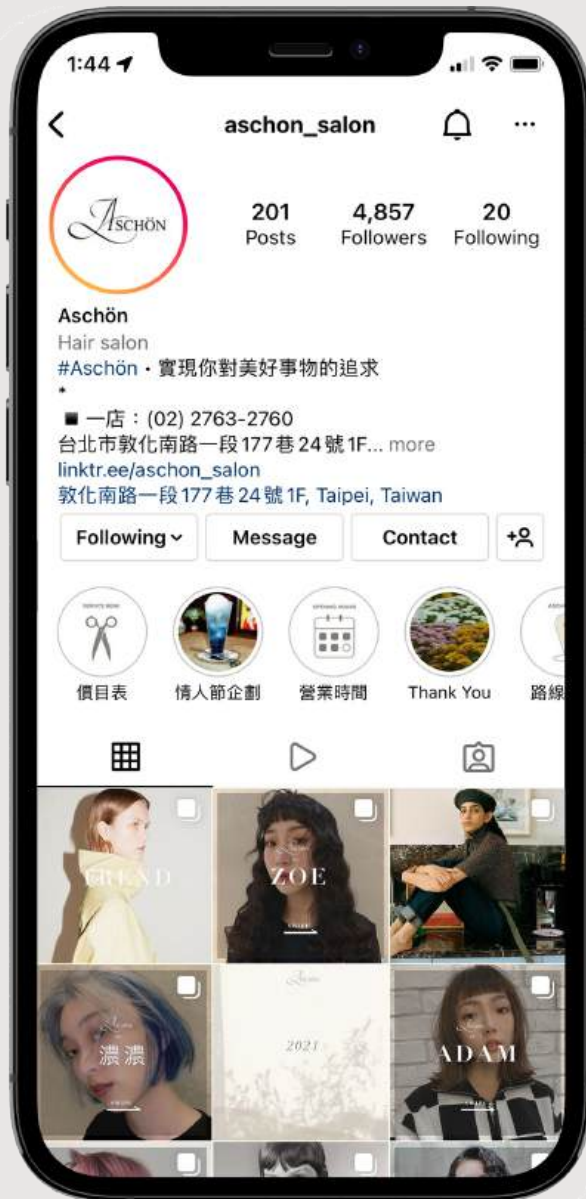 1:44
aschon_salon
ASCHÖN
201 4,857 20
Posts Followers Following
Aschön
Hair salon
#Aschön・實現你對美好事物的追求
*
■ 一店：(02) 2763-2760
台北市敦化南路一段177巷24號1F... more
linktr.ee/aschon_salon
敦化南路一段177巷24號1F, Taipei, Taiwan
Following Message Contact
OPENING HOURS
價目表 情人節企劃 營業時間 Thank You 路線
TREND ZOE
濃濃 2021 ADAM